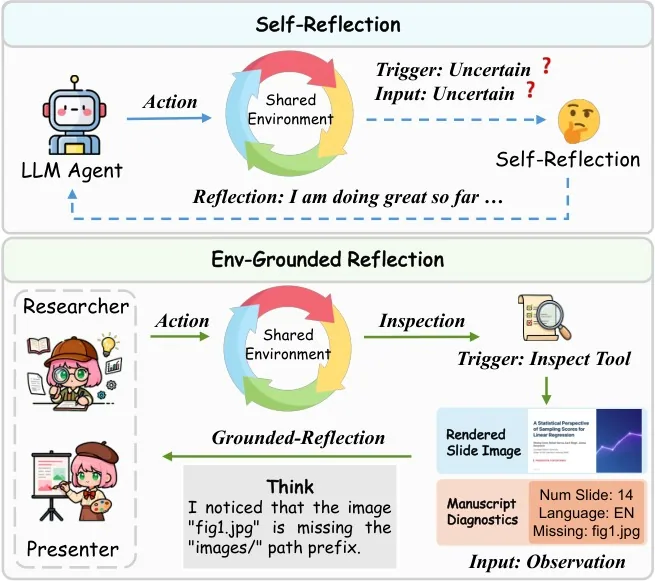 Self-Reflection
Trigger: Uncertain ?
Input: Uncertain ?
Action
Shared
Environment
LLM Agent
Self-Reflection
Reflection: I am doing great so far …
Env-Grounded Reflection
Researcher
Action
Shared
Environment
Inspection
Trigger: Inspect Tool
Rendered
Slide Image
A Statistical Perspective
of Sampling Scores for
Linear Regression
Grounded-Reflection
Think
I noticed that the image
"fig1.jpg" is missing the
"images/" path prefix.
Manuscript
Diagnostics
Num Slide: 14
Language: EN
Missing: fig1.jpg
Presenter
Input: Observation